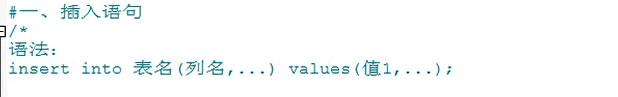 #一、插入语句
/*
语法：
insert into 表名(列名,...) values(值1,...);